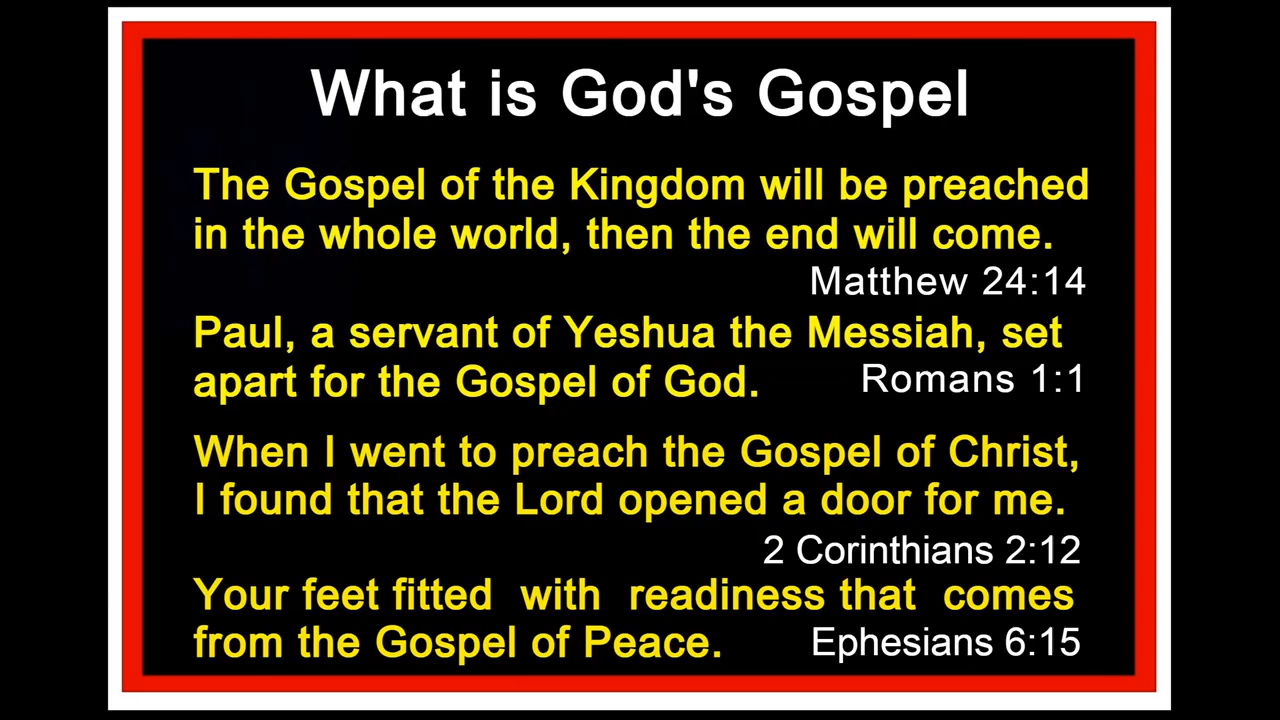 What is God's Gospel
The Gospel of the Kingdom will be preached
in the whole world, then the end will come.
Matthew 24:14
Paul, a servant of Yeshua the Messiah, set
apart for the Gospel of God. Romans 1:1
When I went to preach the Gospel of Christ,
I found that the Lord opened a door for me.
2 Corinthians 2:12
Your feet fitted with readiness that comes
from the Gospel of Peace. Ephesians 6:15